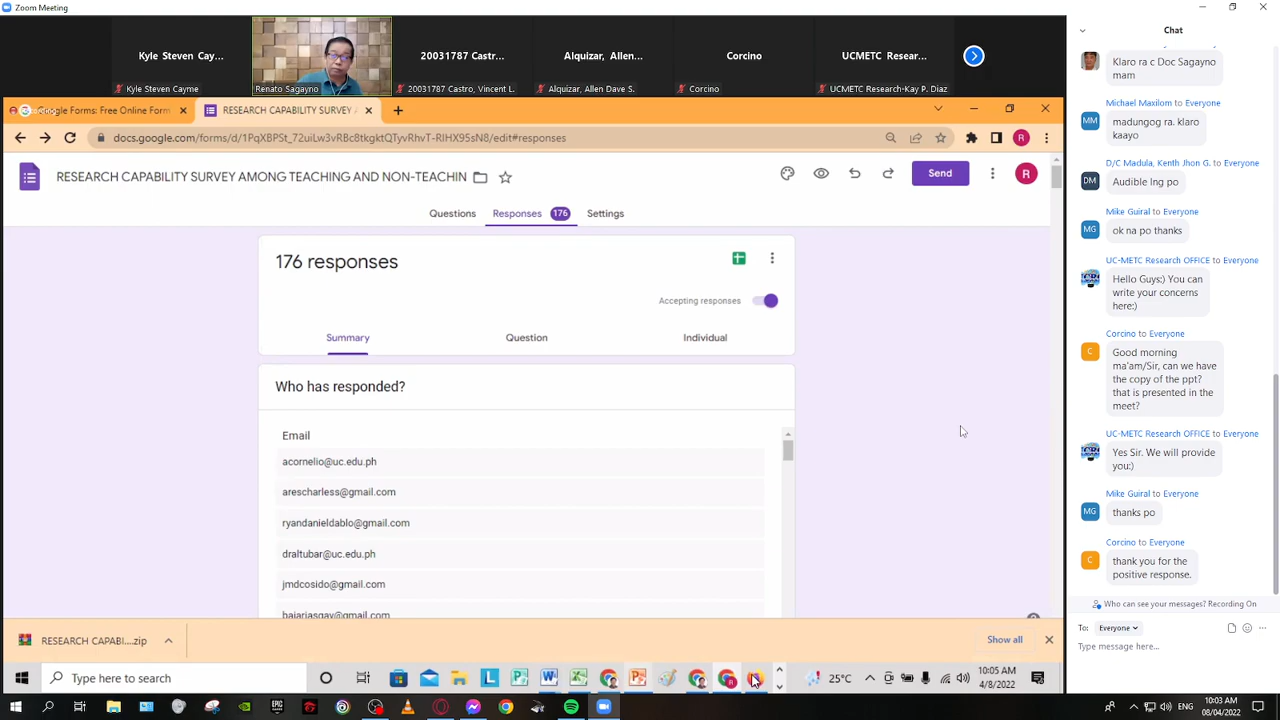 Zoom Meeting
Kyle Steven Cay...
20031787 Castro...
Alquizar, Allen...
Corcino
UCMETC Resear...
Kyle Steven Cayme
Renato Sagayno
20031787 Castro, Vincent L.
Alquizar, Allen Dave S.
Corcino
UCMETC Research-Kay P. Diaz
Google Forms: Free Online Form
RESEARCH CAPABILITY SURVEY A
docs.google.com/forms/d/1PqXBPSt_72uiLw3vRBc8tkgktQTyvRhvT-RIHX95sN8/edit#responses
R
RESEARCH CAPABILITY SURVEY AMONG TEACHING AND NON-TEACHIN
Send
R
Questions
Responses 176
Settings
176 responses
Accepting responses
Summary
Question
Individual
Who has responded?
Email
acornelio@uc.edu.ph
arescharless@gmail.com
ryandanieldablo@gmail.com
draltubar@uc.edu.ph
jmdcosido@gmail.com
bajariasgay@gmail.com
RESEARCH CAPABI....zip
Show all
Type here to search
25°C
10:05 AM
4/8/2022
Chat
Klaro ra c Doc Sagayno
mam
Michael Maxilom to Everyone
MM
madungog ra. klaro
kaayo
D/C Madula, Kenth Jhon G. to Everyone
DM
Audible lng po
Mike Guiral to Everyone
MG
ok na po thanks
UC-METC Research OFFICE to Everyone
Hello Guys:) You can
write your concerns
here:)
Corcino to Everyone
C
Good morning
ma'am/Sir, can we have
the copy of the ppt?
that is presented in the
meet?
UC-METC Research OFFICE to Everyone
Yes Sir. We will provide
you:)
Mike Guiral to Everyone
MG
thanks po
Corcino to Everyone
C
thank you for the
positive response.
Who can see your messages? Recording On
To: Everyone
Type message here...
ENG
10:03 AM
08/04/2022